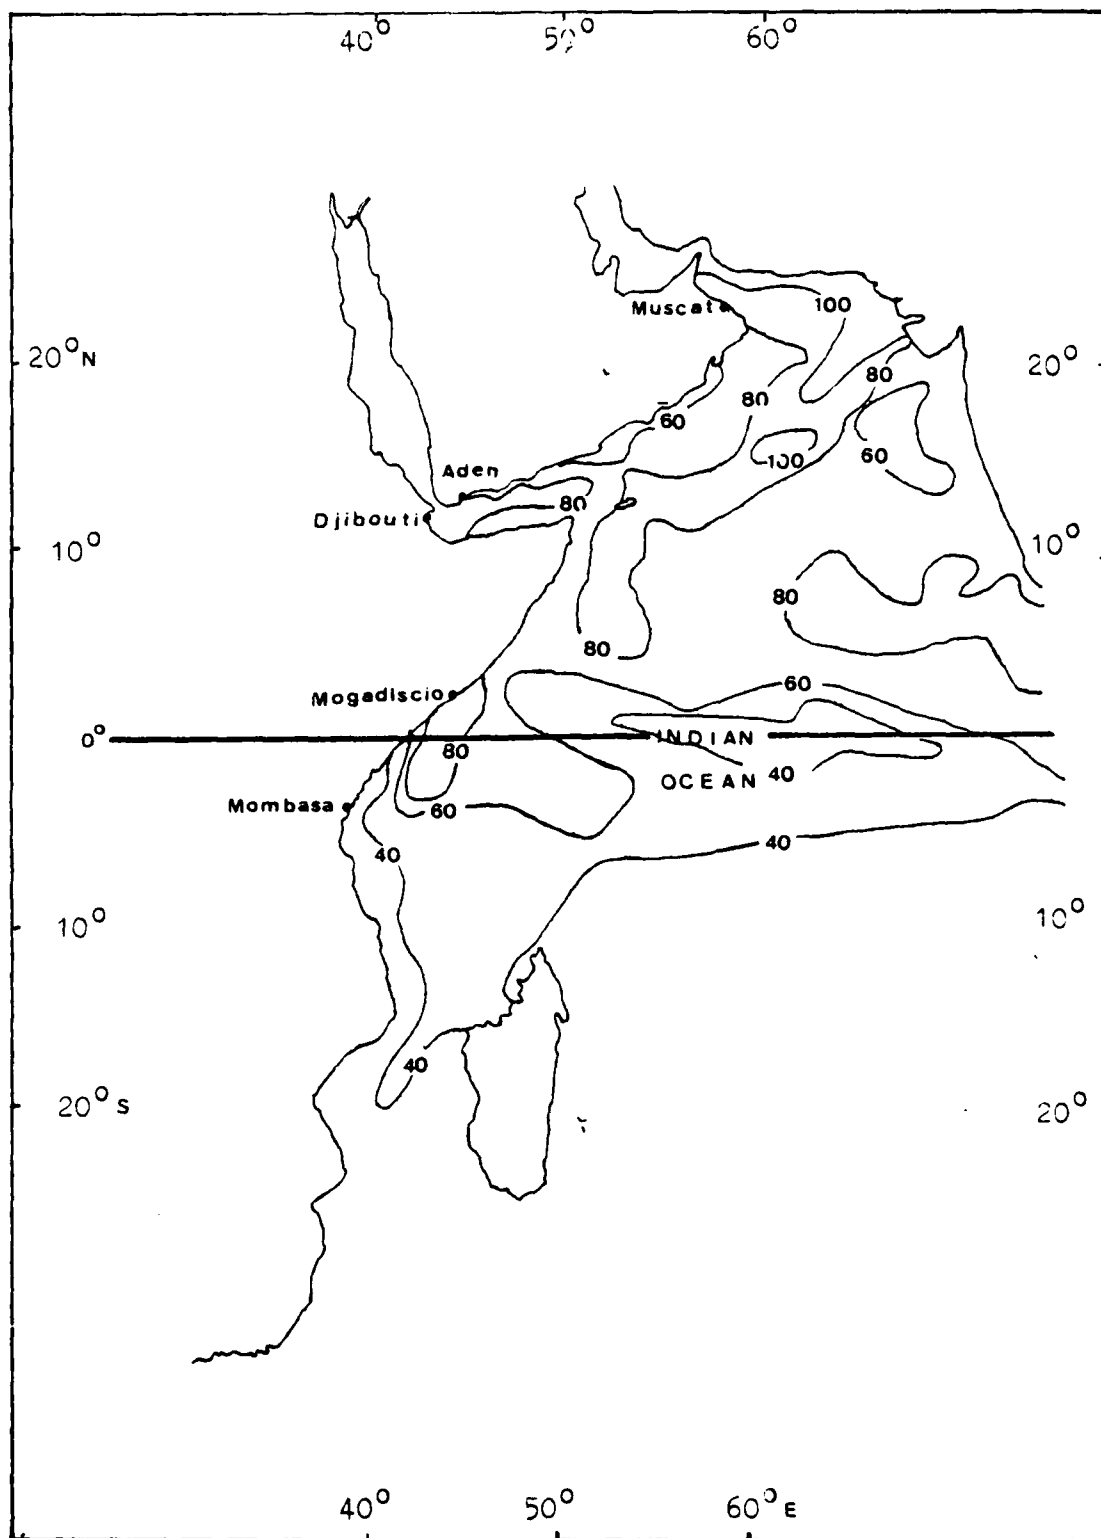 40° 50° 60°
Muscat 100
20°N 20°
80
80
60
Aden 100 60
80
Djibouti
10° 10°
80
80
60
Mogadiscio
0° INDIAN
80
OCEAN 40
Mombasa 60
40 40
10° 10°
40
20°S 20°
40° 50° 60°E